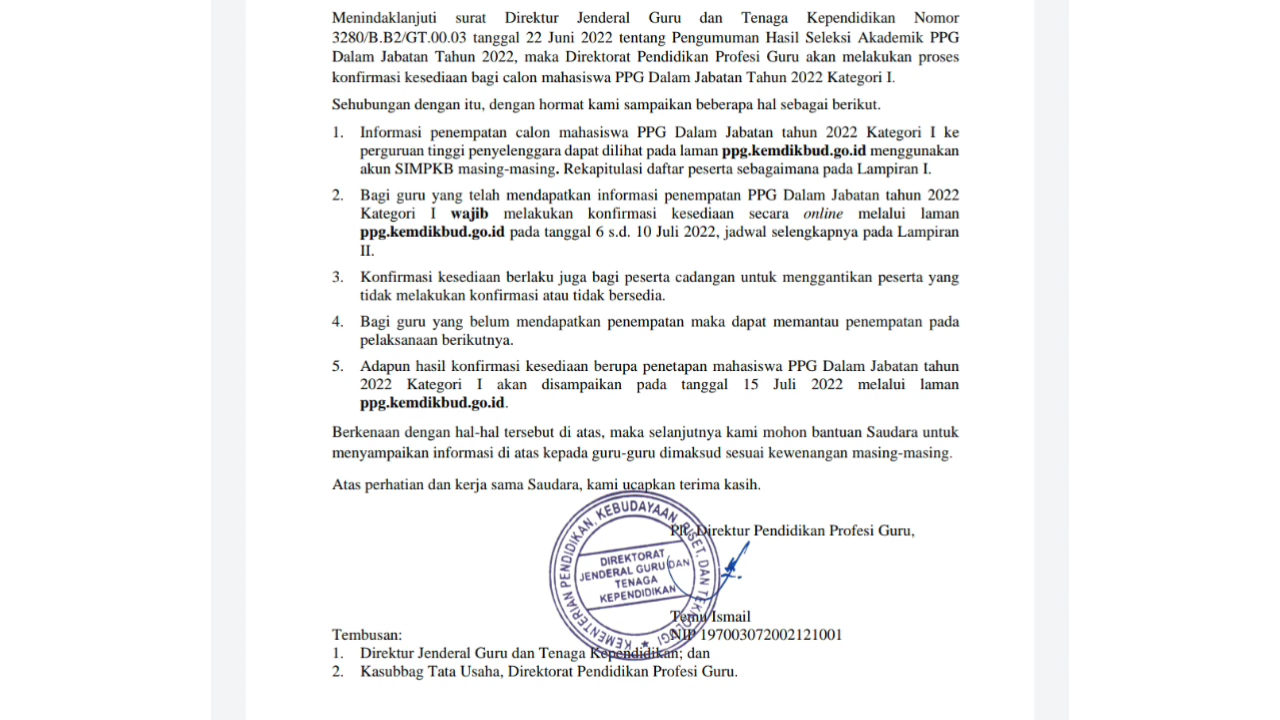 Menindaklanjuti surat Direktur Jenderal Guru dan Tenaga Kependidikan Nomor
3280/B.B2/GT.00.03 tanggal 22 Juni 2022 tentang Pengumuman Hasil Seleksi Akademik PPG
Dalam Jabatan Tahun 2022, maka Direktorat Pendidikan Profesi Guru akan melakukan proses
konfirmasi kesediaan bagi calon mahasiswa PPG Dalam Jabatan Tahun 2022 Kategori I.
Sehubungan dengan itu, dengan hormat kami sampaikan beberapa hal sebagai berikut.
1. Informasi penempatan calon mahasiswa PPG Dalam Jabatan tahun 2022 Kategori I ke
perguruan tinggi penyelenggara dapat dilihat pada laman ppg.kemdikbud.go.id menggunakan
akun SIMPKB masing-masing. Rekapitulasi daftar peserta sebagaimana pada Lampiran I.
2. Bagi guru yang telah mendapatkan informasi penempatan PPG Dalam Jabatan tahun 2022
Kategori I wajib melakukan konfirmasi kesediaan secara online melalui laman
ppg.kemdikbud.go.id pada tanggal 6 s.d. 10 Juli 2022, jadwal selengkapnya pada Lampiran
II.
3. Konfirmasi kesediaan berlaku juga bagi peserta cadangan untuk menggantikan peserta yang
tidak melakukan konfirmasi atau tidak bersedia.
4. Bagi guru yang belum mendapatkan penempatan maka dapat memantau penempatan pada
pelaksanaan berikutnya.
5. Adapun hasil konfirmasi kesediaan berupa penetapan mahasiswa PPG Dalam Jabatan tahun
2022 Kategori I akan disampaikan pada tanggal 15 Juli 2022 melalui laman
ppg.kemdikbud.go.id.
Berkenaan dengan hal-hal tersebut di atas, maka selanjutnya kami mohon bantuan Saudara untuk
menyampaikan informasi di atas kepada guru-guru dimaksud sesuai kewenangan masing-masing.
Atas perhatian dan kerja sama Saudara, kami ucapkan terima kasih.
Direktur Pendidikan Profesi Guru,
KEMENTERIAN PENDIDIKAN, KEBUDAYAAN, RISET, DAN TEKNOLOGI
DIREKTORAT
JENDERAL GURU DAN
TENAGA
KEPENDIDIKAN
Temu Ismail
NIP 197003072002121001
Tembusan:
1. Direktur Jenderal Guru dan Tenaga Kependidikan; dan
2. Kasubbag Tata Usaha, Direktorat Pendidikan Profesi Guru.